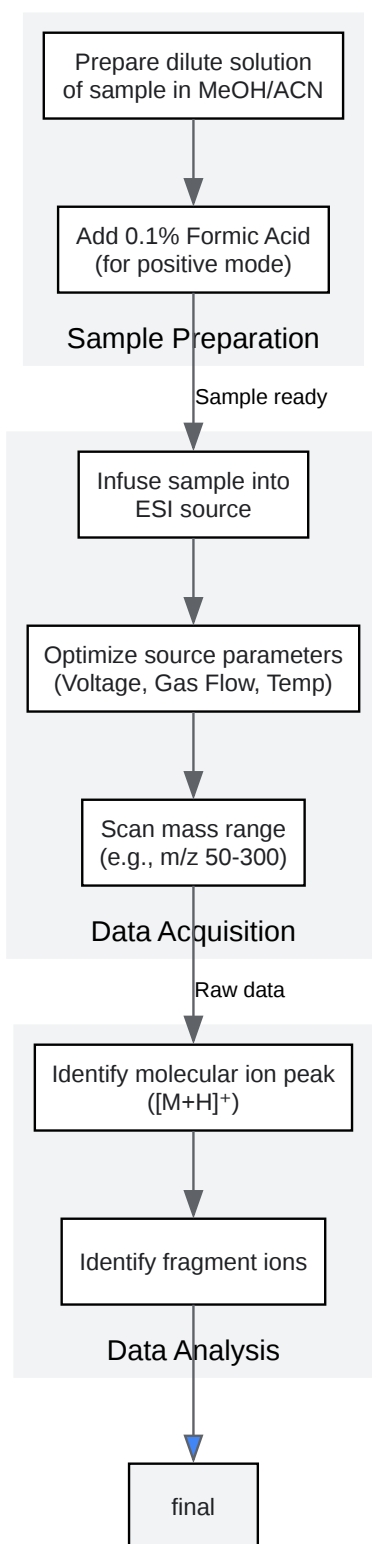 Prepare dilute solution
of sample in MeOH/ACN
Add 0.1% Formic Acid
(for positive mode)
Sample Preparation
Sample ready
Infuse sample into
ESI source
Optimize source parameters
(Voltage, Gas Flow, Temp)
Scan mass range
(e.g., m/z 50-300)
Data Acquisition
Raw data
Identify molecular ion peak
([M+H]⁺)
Identify fragment ions
Data Analysis
final